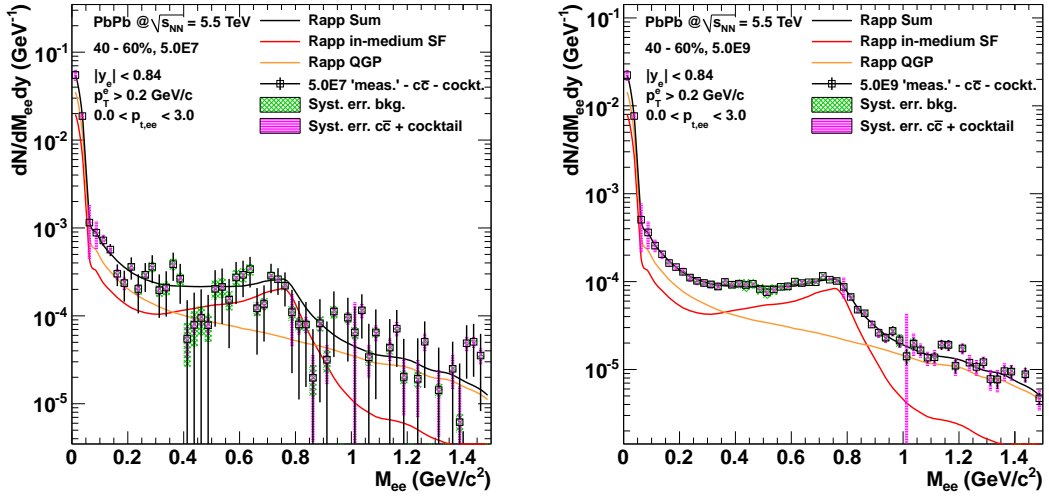 PbPb @ √s_NN = 5.5 TeV
40 - 60%, 5.0E7
|y_e| < 0.84
p_T^e > 0.2 GeV/c
0.0 < p_t,ee < 3.0
Rapp Sum
Rapp in-medium SF
Rapp QGP
5.0E7 'meas.' - cc̄ - cockt.
Syst. err bkg.
Syst. err. cc̄ + cocktail
dN/dM_ee dy (GeV⁻¹)
10⁻¹
10⁻²
10⁻³
10⁻⁴
10⁻⁵
0 0.2 0.4 0.6 0.8 1 1.2 1.4
M_ee (GeV/c²)
PbPb @ √s_NN = 5.5 TeV
40 - 60%, 5.0E9
|y_e| < 0.84
p_T^e > 0.2 GeV/c
0.0 < p_t,ee < 3.0
Rapp Sum
Rapp in-medium SF
Rapp QGP
5.0E9 'meas.' - cc̄ - cockt.
Syst. err bkg.
Syst. err. cc̄ + cocktail
dN/dM_ee dy (GeV⁻¹)
10⁻¹
10⁻²
10⁻³
10⁻⁴
10⁻⁵
0 0.2 0.4 0.6 0.8 1 1.2 1.4
M_ee (GeV/c²)